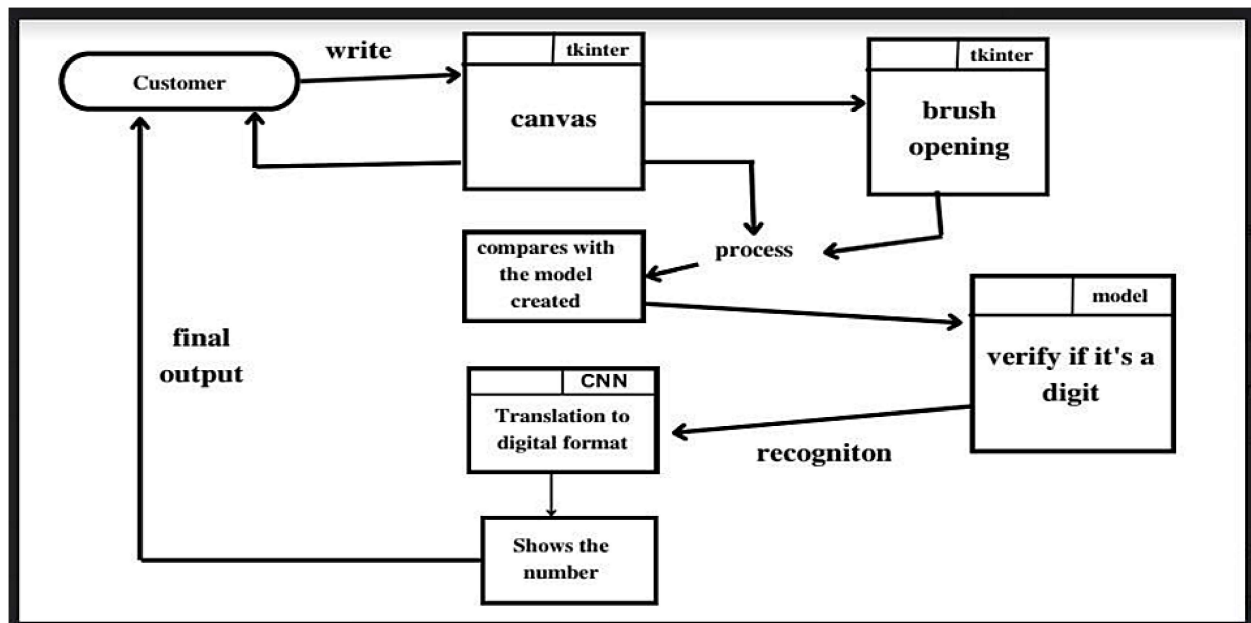 write
Customer
tkinter
canvas
tkinter
brush
opening
process
compares with
the model
created
model
verify if it's a
digit
final
output
CNN
Translation to
digital format
recogniton
Shows the
number